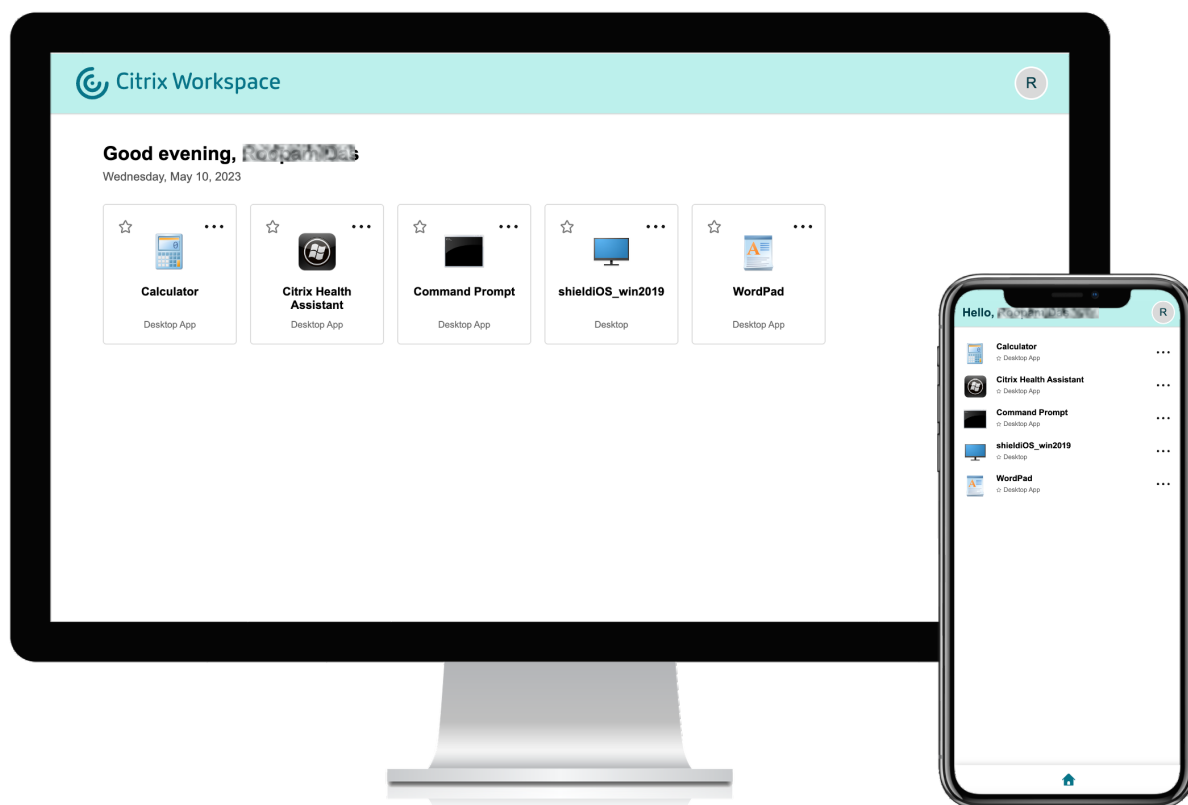 Citrix Workspace
R
Good evening,
Wednesday, May 10, 2023
Calculator
Desktop App
Citrix Health
Assistant
Desktop App
Command Prompt
Desktop App
shieldiOS_win2019
Desktop
WordPad
Desktop App
Hello,
R
Calculator
Desktop App
Citrix Health Assistant
Desktop App
Command Prompt
Desktop App
shieldiOS_win2019
Desktop
WordPad
Desktop App